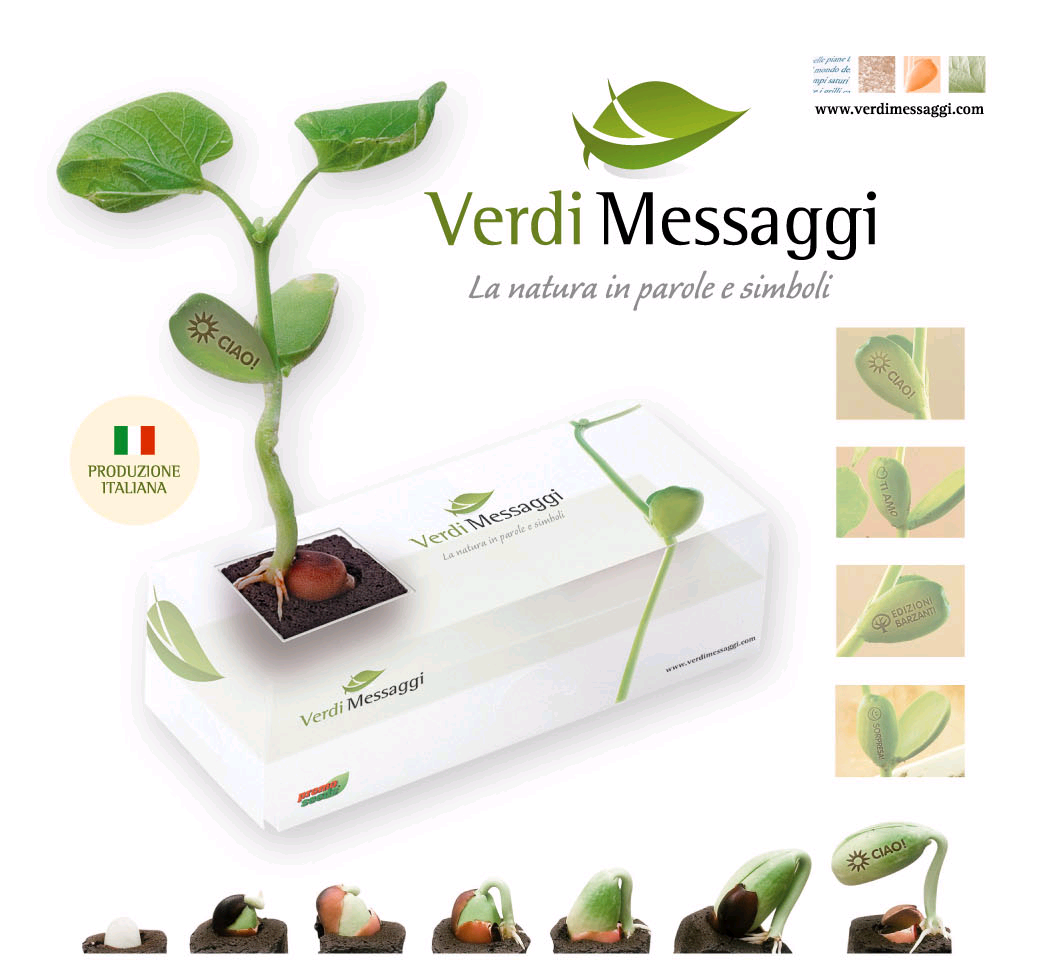 www.verdimessaggi.com
Verdi Messaggi
La natura in parole e simboli
CIAO!
CIAO!
PRODUZIONE
ITALIANA
TI AMO
Verdi Messaggi
La natura in parole e simboli
EDIZIONI
BARZANTI
www.verdimessaggi.com
Verdi Messaggi
SORPRESA!
CIAO!